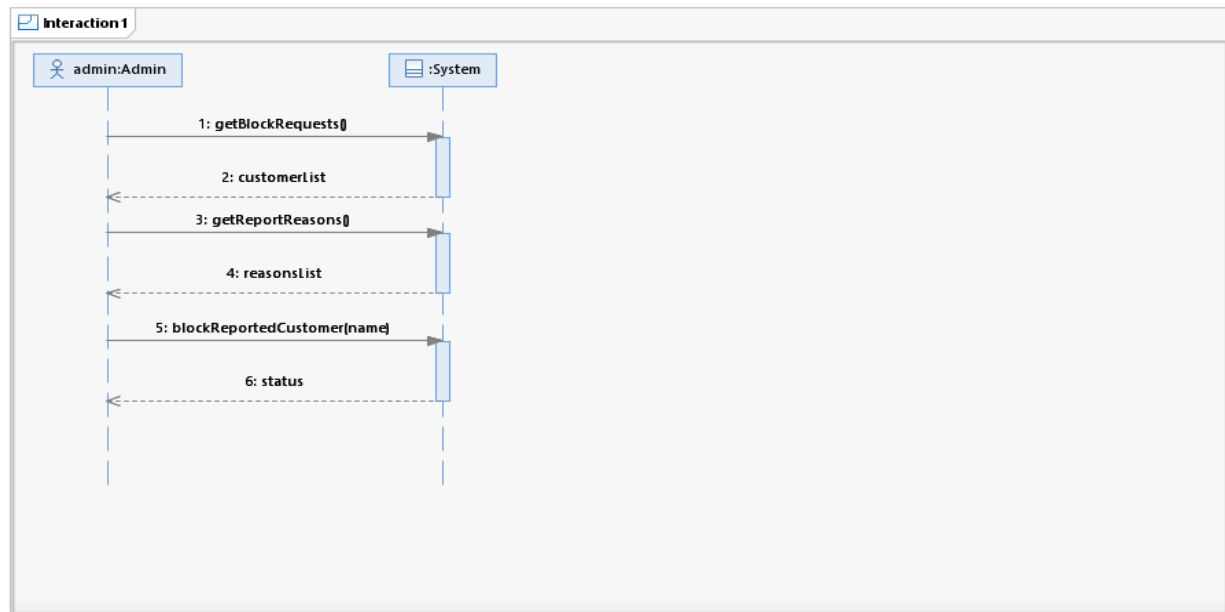 Interaction1
admin:Admin
:System
1: getBlockRequests()
2: customerList
3: getReportReasons()
4: reasonsList
5: blockReportedCustomer(name)
6: status